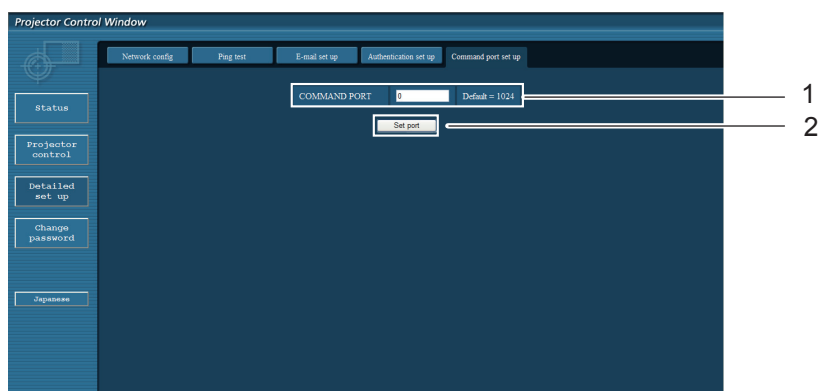 Projector Control Window
Network config Ping test E-mail set up Authentication set up Command port set up
COMMAND PORT 0 Default = 1024 1
Set port 2
Status
Projector
control
Detailed
set up
Change
password
Japanese